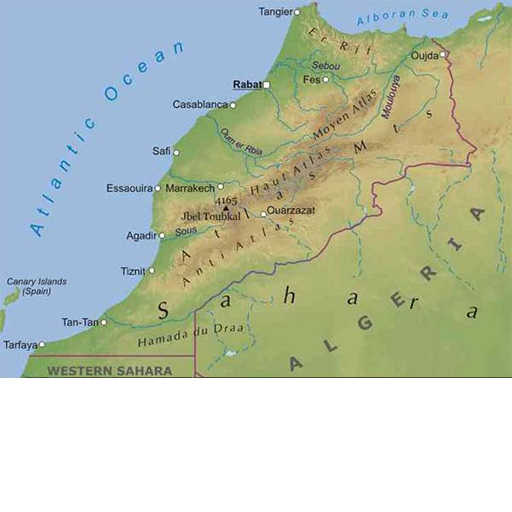 Tangier
Alboran Sea
Er Rif
Oujda
Atlantic Ocean
Sebou
Fes
Rabat
Moulouya
Moyen Atlas
Casablanca
Oum er Rbia
Atlas Mts
Safi
Haut Atlas
Essaouira
Marrakech
4165
Jbel Toubkal
Ouarzazat
Sous
Agadir
Anti Atlas
Tiznit
Canary Islands
(Spain)
Sahara
ALGERIA
Tan-Tan
Hamada du Draa
Tarfaya
WESTERN SAHARA